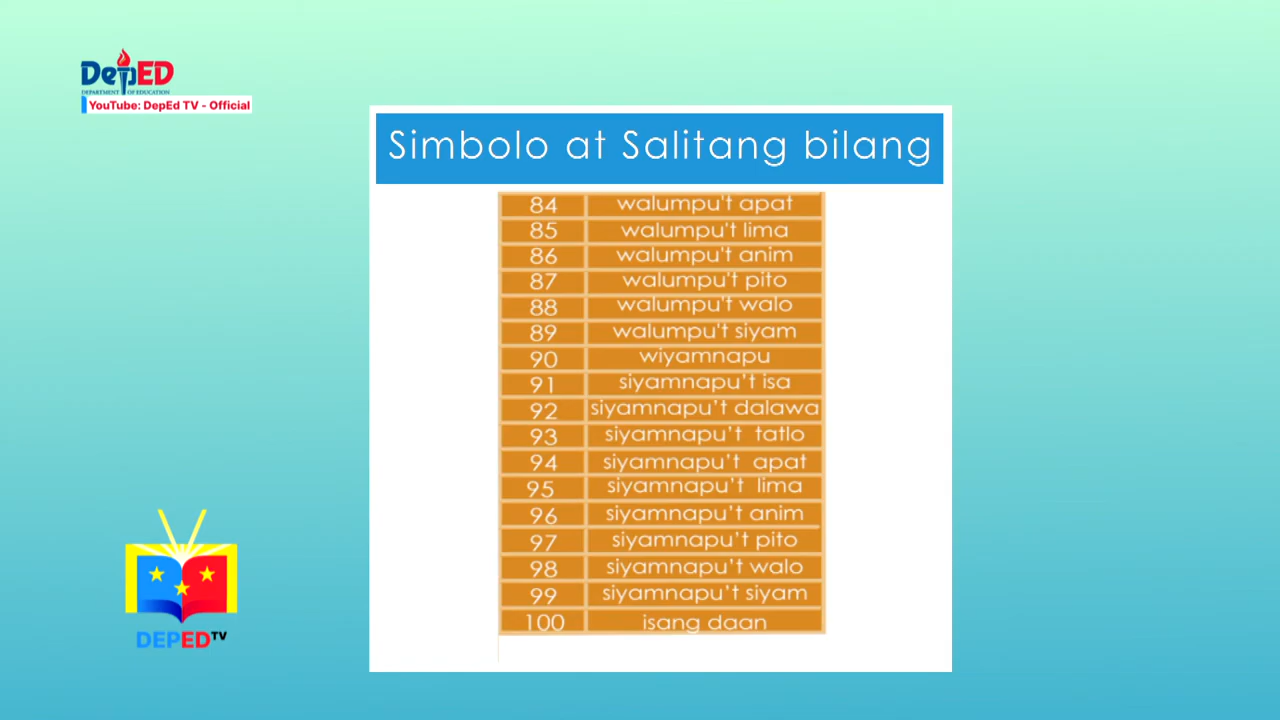 DepED
DEPARTMENT OF EDUCATION
YouTube: DepEd TV - Official
Simbolo at Salitang bilang
84 walumpu't apat
85 walumpu't lima
86 walumpu't anim
87 walumpu't pito
88 walumpu't walo
89 walumpu't siyam
90 wiyamnapu
91 siyamnapu't isa
92 siyamnapu't dalawa
93 siyamnapu't tatlo
94 siyamnapu't apat
95 siyamnapu't lima
96 siyamnapu't anim
97 siyamnapu't pito
98 siyamnapu't walo
99 siyamnapu't siyam
100 isang daan
DEPED TV